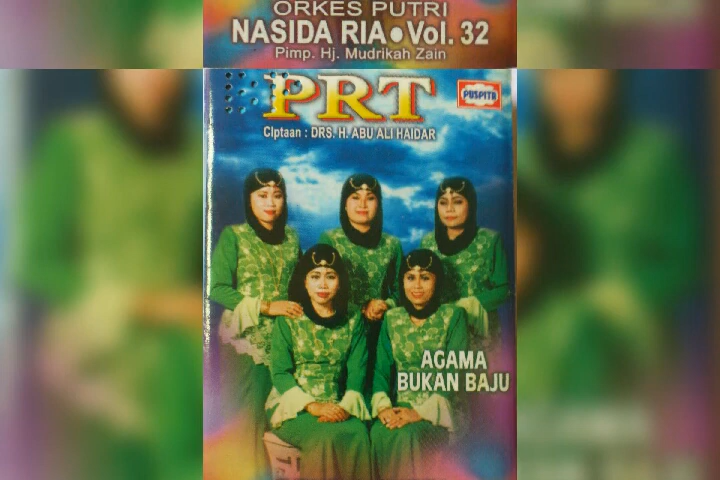 ORKES PUTRI
NASIDA RIA • Vol. 32
Pimp. Hj. Mudrikah Zain
PRT
PUSPITA
Ciptaan : DRS. H. ABU ALI HAIDAR
AGAMA
BUKAN BAJU